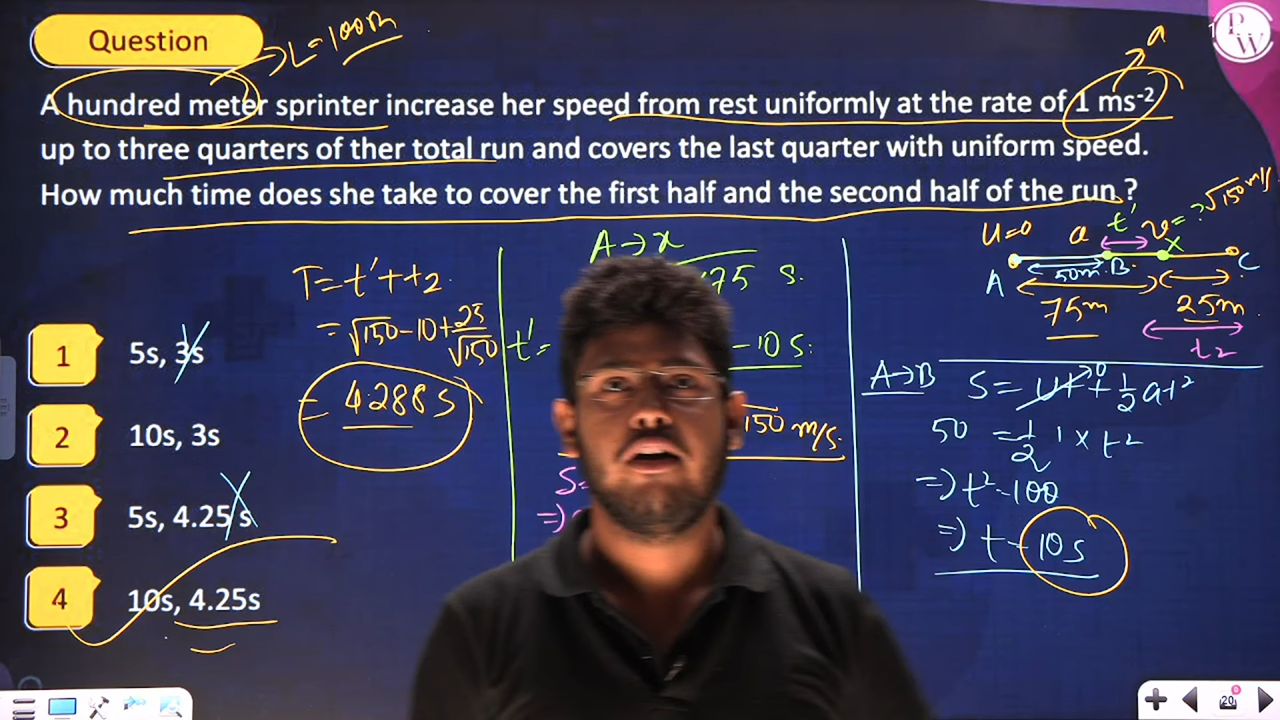 Question
L=100m
a
PW
A hundred meter sprinter increase her speed from rest uniformly at the rate of 1 ms-2
up to three quarters of ther total run and covers the last quarter with uniform speed.
How much time does she take to cover the first half and the second half of the run ?
1 5s, 3s
2 10s, 3s
3 5s, 4.25 s
4 10s, 4.25s
T = t' + t2
= √150 - 10 + 25/√150
= 4.288 s
A → x
75 s.
t' =
- 10 s.
150 m/s.
S=
=>
u=0 a t' v=? √150 m/s
A 50m B x C
75m 25m
t2
A → B S = ut 0 + 1/2 at2
50 = 1/2 1 x t2
=> t2 - 100
=> t - 10s
20